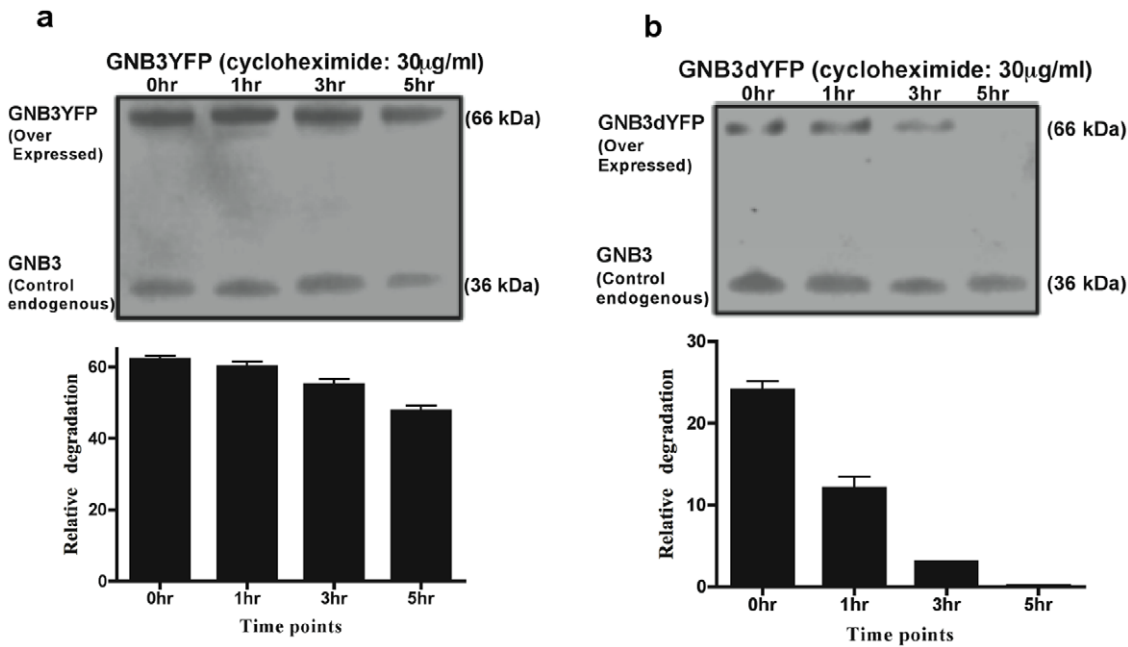 a
GNB3YFP (cycloheximide: 30µg/ml)
0hr 1hr 3hr 5hr
GNB3YFP
(Over
Expressed)
(66 kDa)
GNB3
(Control
endogenous)
(36 kDa)
Relative degradation
60
40
20
0
0hr 1hr 3hr 5hr
Time points
b
GNB3dYFP (cycloheximide: 30µg/ml)
0hr 1hr 3hr 5hr
GNB3dYFP
(Over
Expressed)
(66 kDa)
GNB3
(Control
endogenous)
(36 kDa)
Relative degradation
30
20
10
0
0hr 1hr 3hr 5hr
Time points